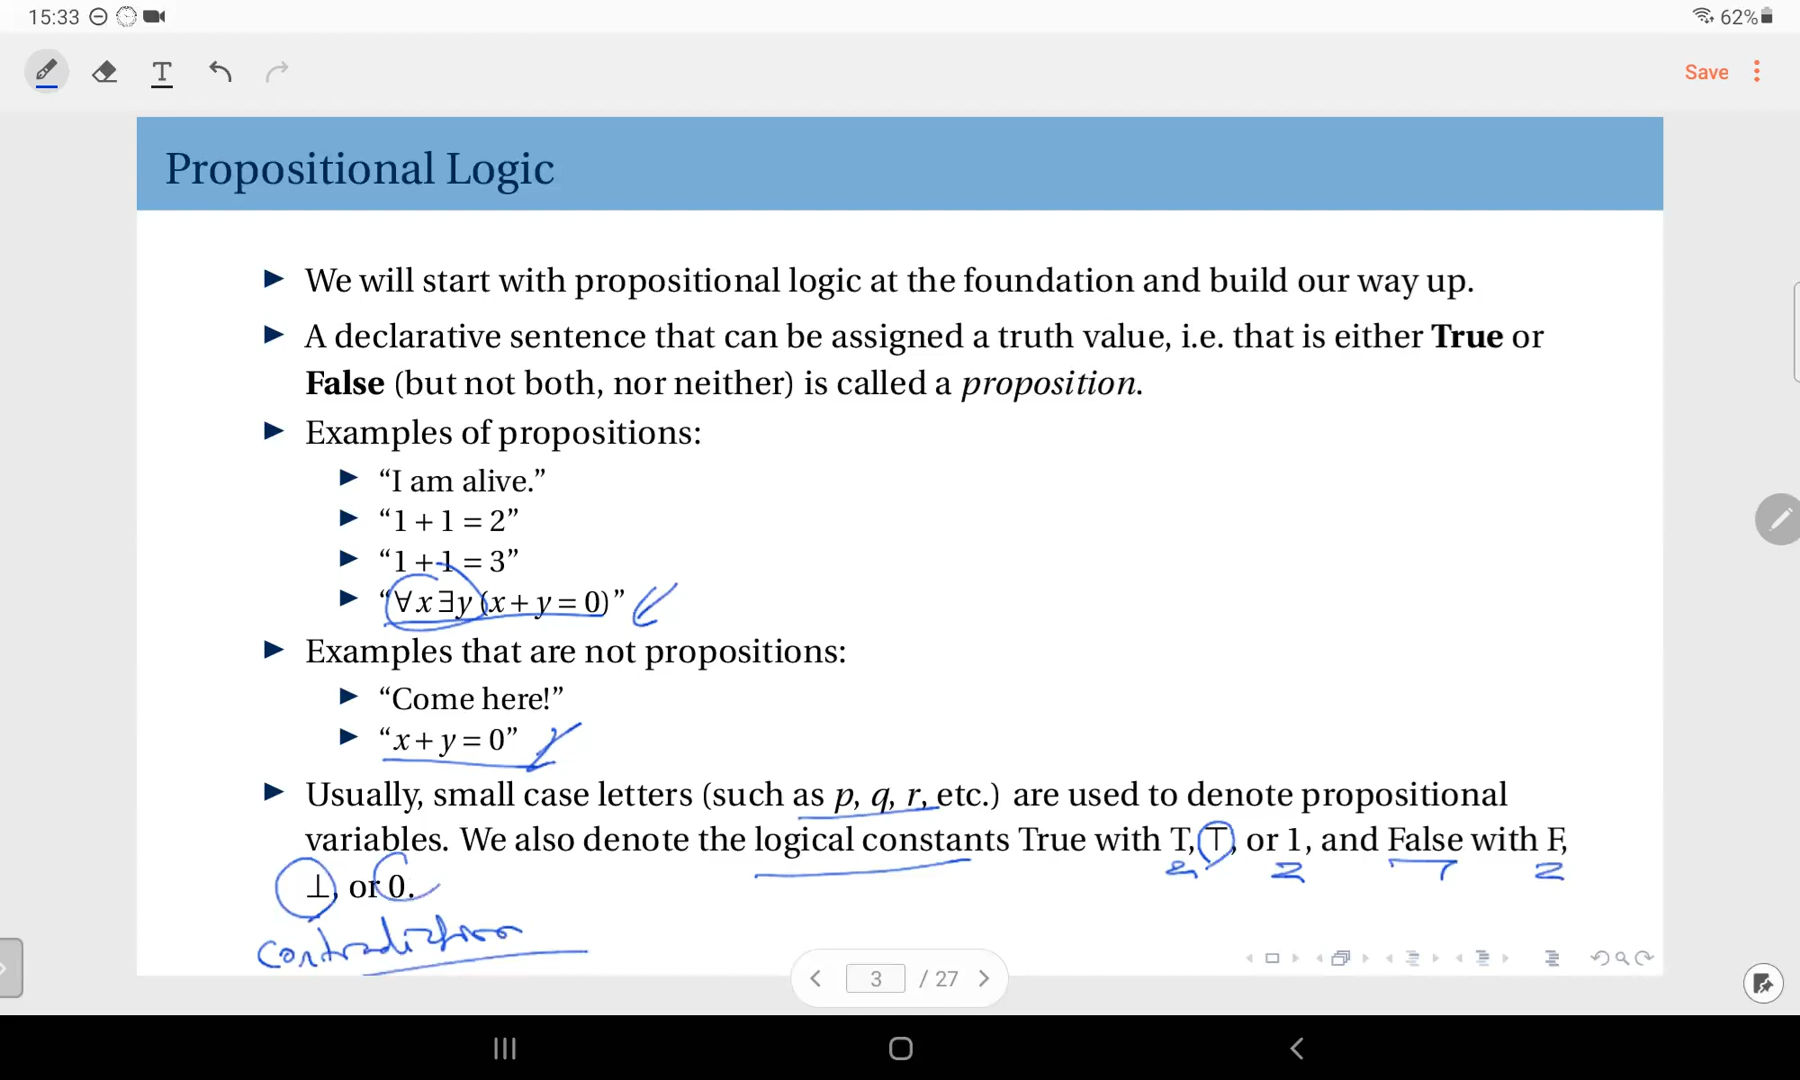 15:33
62%
T
Save
Propositional Logic
► We will start with propositional logic at the foundation and build our way up.
► A declarative sentence that can be assigned a truth value, i.e. that is either True or
False (but not both, nor neither) is called a proposition.
► Examples of propositions:
► “I am alive.”
► “1 + 1 = 2”
► “1 + 1 = 3”
► “∀x∃y (x + y = 0)”
► Examples that are not propositions:
► “Come here!”
► “x + y = 0”
► Usually, small case letters (such as p, q, r, etc.) are used to denote propositional
variables. We also denote the logical constants True with T, ⊤, or 1, and False with F,
⊥, or 0.
contradiction
3 / 27